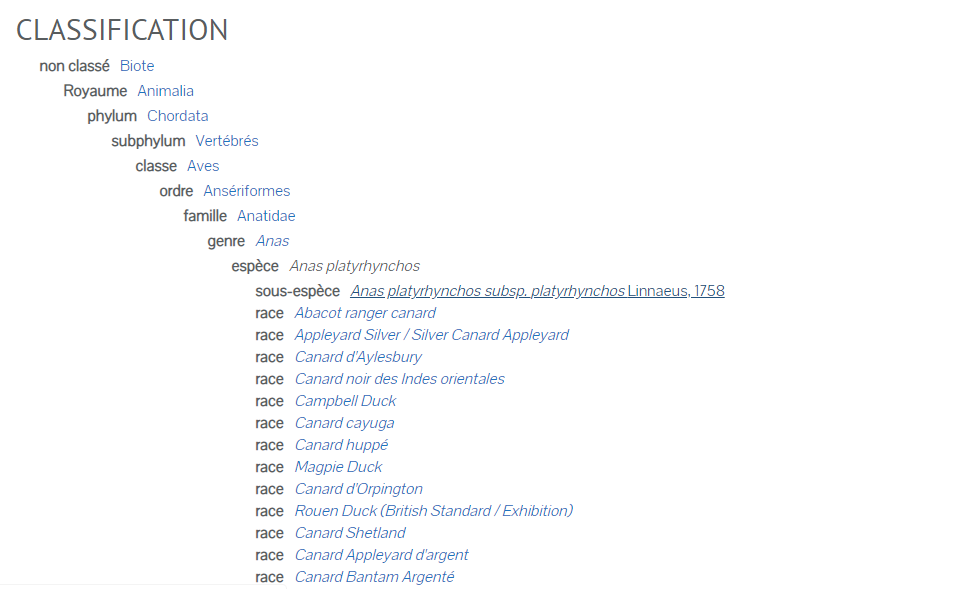 CLASSIFICATION
non classé Biote
Royaume Animalia
phylum Chordata
subphylum Vertébrés
classe Aves
ordre Ansériformes
famille Anatidae
genre Anas
espèce Anas platyrhynchos
sous-espèce Anas platyrhynchos subsp. platyrhynchos Linnaeus, 1758
race Abacot ranger canard
race Appleyard Silver / Silver Canard Appleyard
race Canard d'Aylesbury
race Canard noir des Indes orientales
race Campbell Duck
race Canard cayuga
race Canard huppé
race Magpie Duck
race Canard d'Orpington
race Rouen Duck (British Standard / Exhibition)
race Canard Shetland
race Canard Appleyard d'argent
race Canard Bantam Argenté